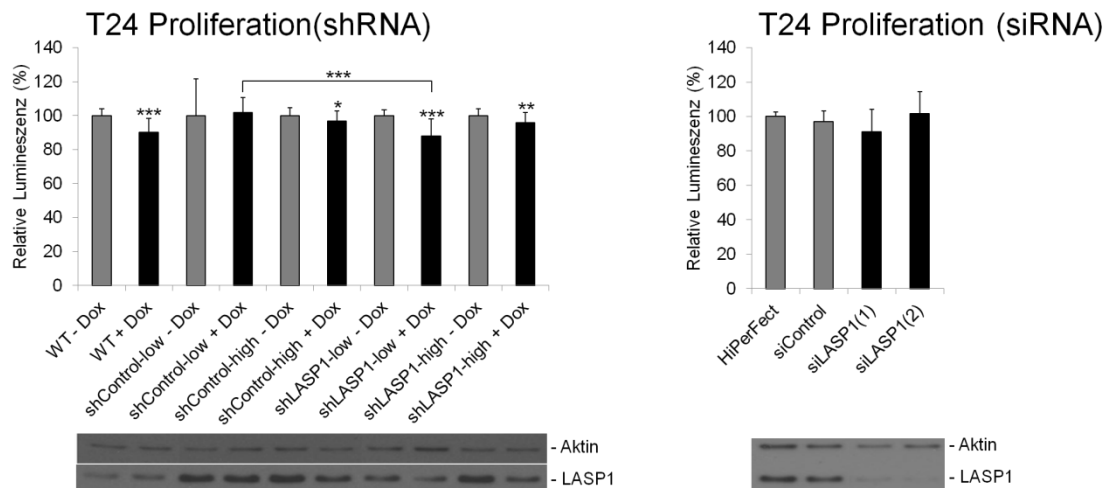 T24 Proliferation(shRNA)
Relative Lumineszenz (%)
140
120
100
80
60
40
20
0
***
***
*
***
**
WT - Dox
WT + Dox
shControl-low - Dox
shControl-low + Dox
shControl-high - Dox
shControl-high + Dox
shLASP1-low - Dox
shLASP1-low + Dox
shLASP1-high - Dox
shLASP1-high + Dox
- Aktin
- LASP1
T24 Proliferation (siRNA)
Relative Lumineszenz (%)
140
120
100
80
60
40
20
0
HiPerFect
siControl
siLASP1(1)
siLASP1(2)
- Aktin
- LASP1